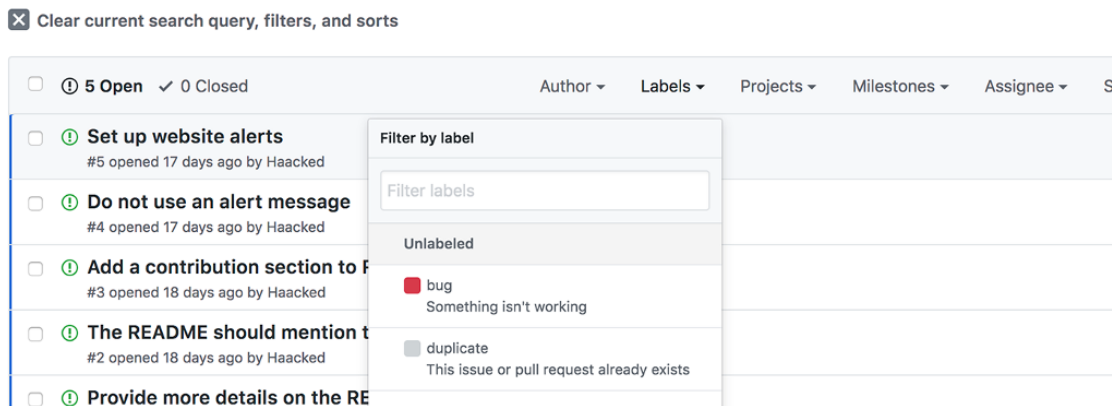 Clear current search query, filters, and sorts
5 Open 0 Closed Author Labels Projects Milestones Assignee
Set up website alerts
#5 opened 17 days ago by Haacked
Do not use an alert message
#4 opened 17 days ago by Haacked
Add a contribution section to
#3 opened 18 days ago by Haacked
The README should mention
#2 opened 18 days ago by Haacked
Provide more details on the
Filter by label
Filter labels
Unlabeled
bug
Something isn't working
duplicate
This issue or pull request already exists